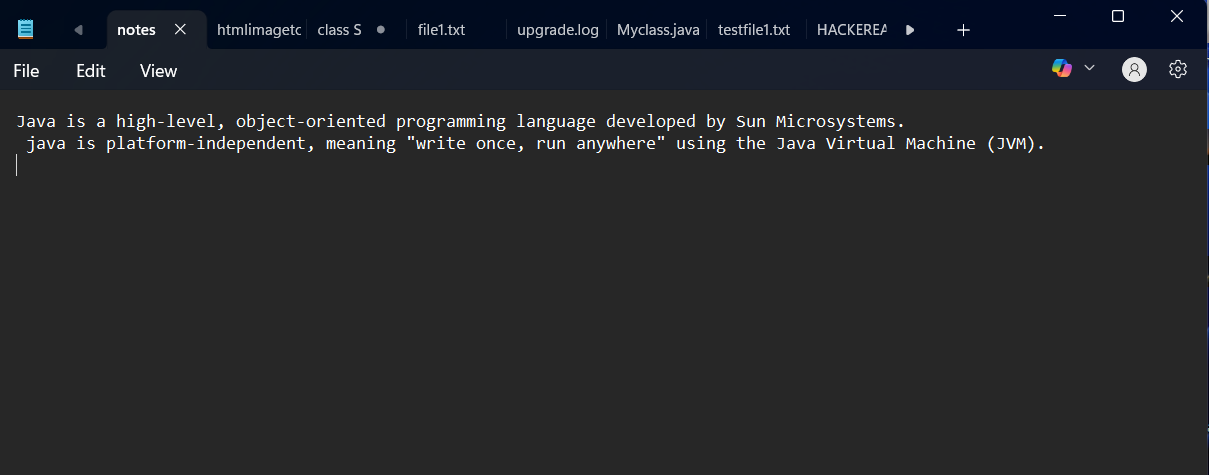 notes
htmlimagetc
class S
file1.txt
upgrade.log
Myclass.java
testfile1.txt
HACKEREA
File Edit View
Java is a high-level, object-oriented programming language developed by Sun Microsystems.
java is platform-independent, meaning "write once, run anywhere" using the Java Virtual Machine (JVM).